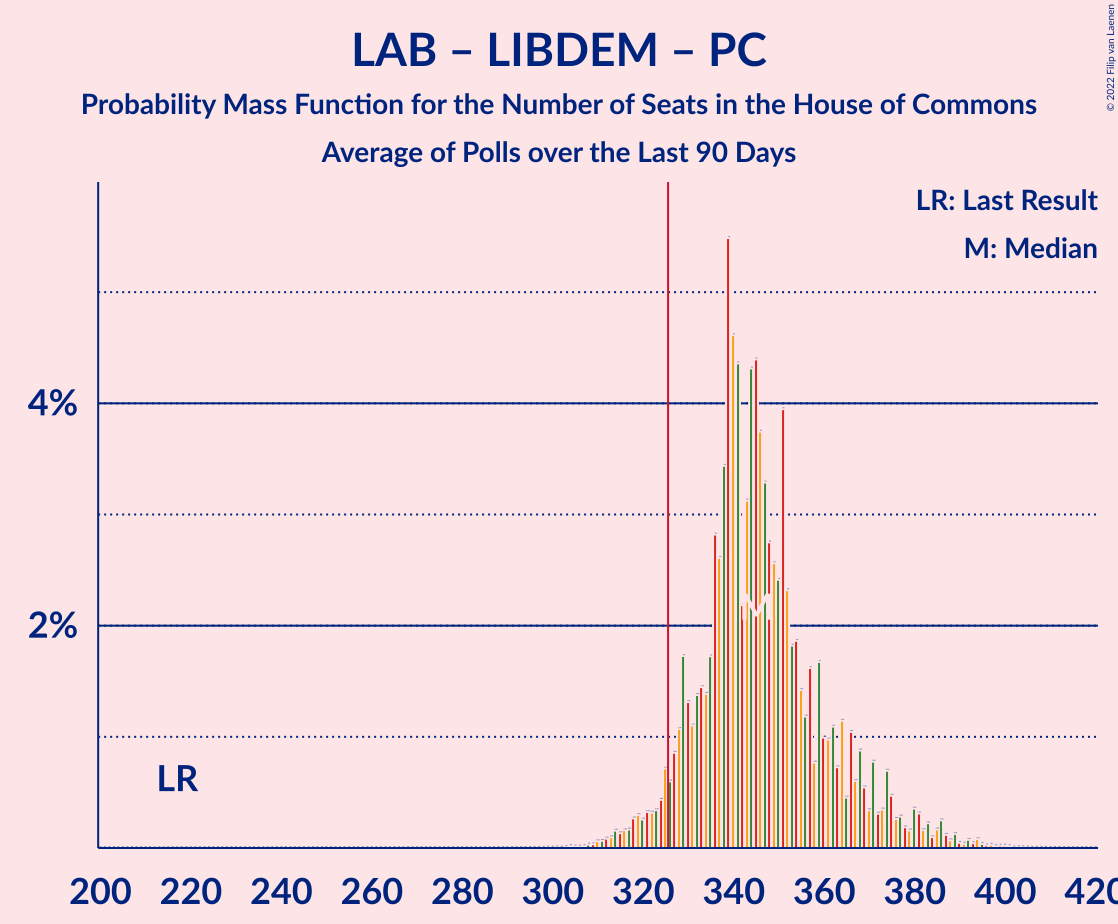 LAB – LIBDEM – PC
Probability Mass Function for the Number of Seats in the House of Commons
Average of Polls over the Last 90 Days
© 2022 Filip van Laenen
LR: Last Result
M: Median
4%
2%
LR
200 220 240 260 280 300 320 340 360 380 400 420